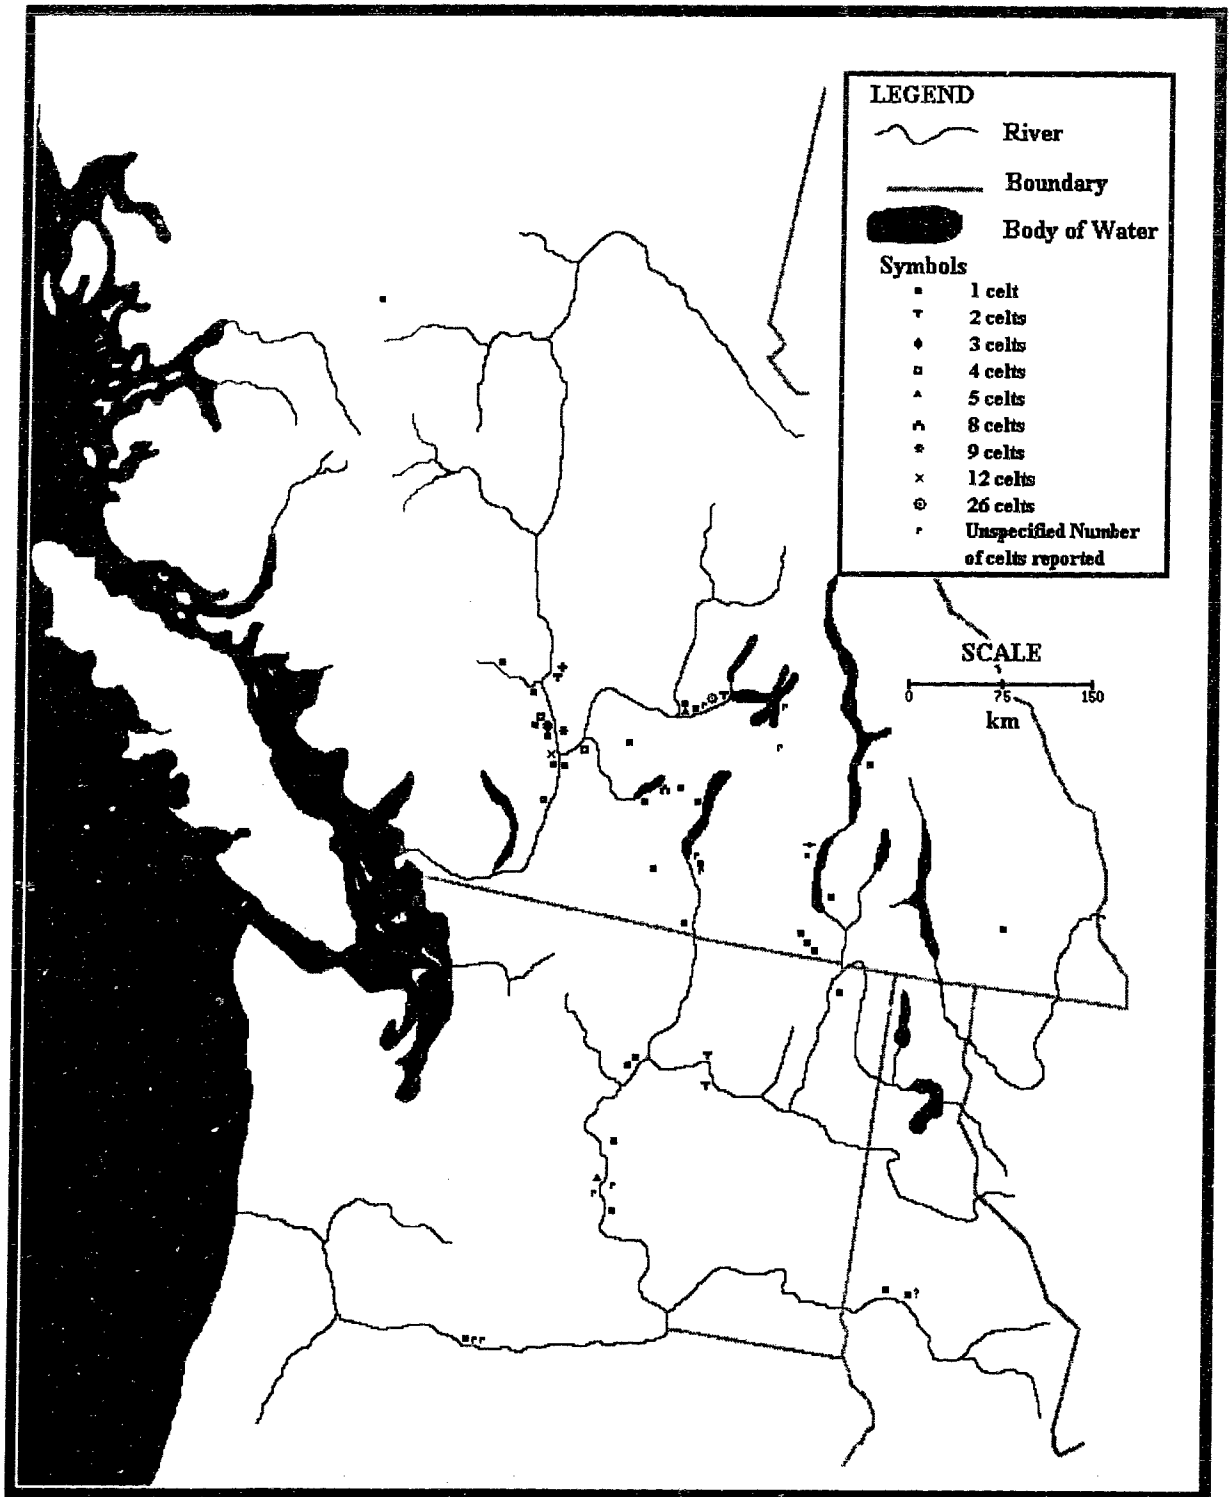 LEGEND
River
Boundary
Body of Water
Symbols
1 celt
2 celts
3 celts
4 celts
5 celts
8 celts
9 celts
12 celts
26 celts
Unspecified Number
of celts reported
SCALE
0 75 150
km
?